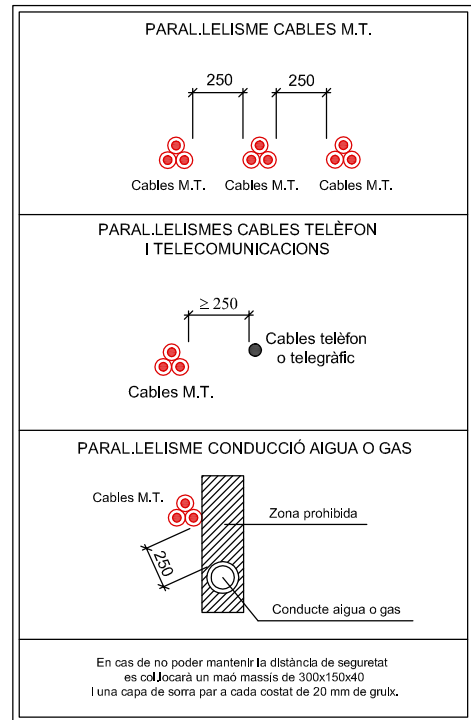 PARAL.LELISME CABLES M.T.
250 250
Cables M.T. Cables M.T. Cables M.T.
PARAL.LELISMES CABLES TELÈFON
I TELECOMUNICACIONS
≥ 250
Cables telèfon
o telegràfic
Cables M.T.
PARAL.LELISME CONDUCCIÓ AIGUA O GAS
Cables M.T.
Zona prohibida
250
Conducte aigua o gas
En cas de no poder mantenir la distància de seguretat
es col.locarà un maó massís de 300x150x40
I una capa de sorra par a cada costat de 20 mm de gruix.